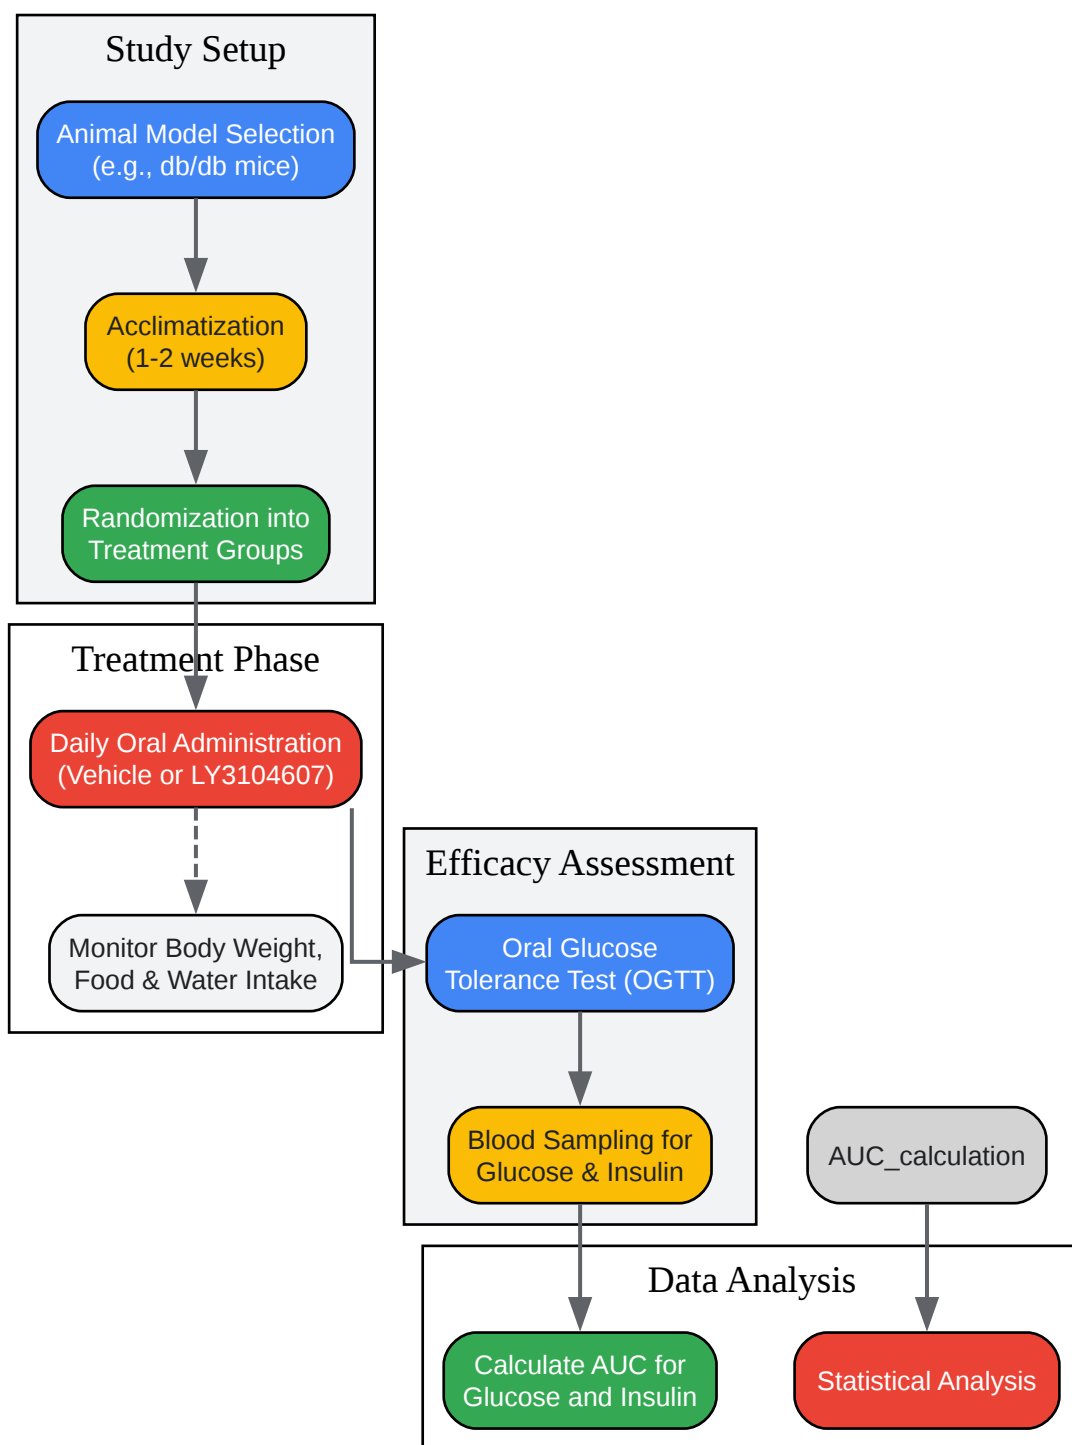 Study Setup
Animal Model Selection
(e.g., db/db mice)
Acclimatization
(1-2 weeks)
Randomization into
Treatment Groups
Treatment Phase
Daily Oral Administration
(Vehicle or LY3104607)
Monitor Body Weight,
Food & Water Intake
Efficacy Assessment
Oral Glucose
Tolerance Test (OGTT)
Blood Sampling for
Glucose & Insulin
AUC_calculation
Data Analysis
Calculate AUC for
Glucose and Insulin
Statistical Analysis